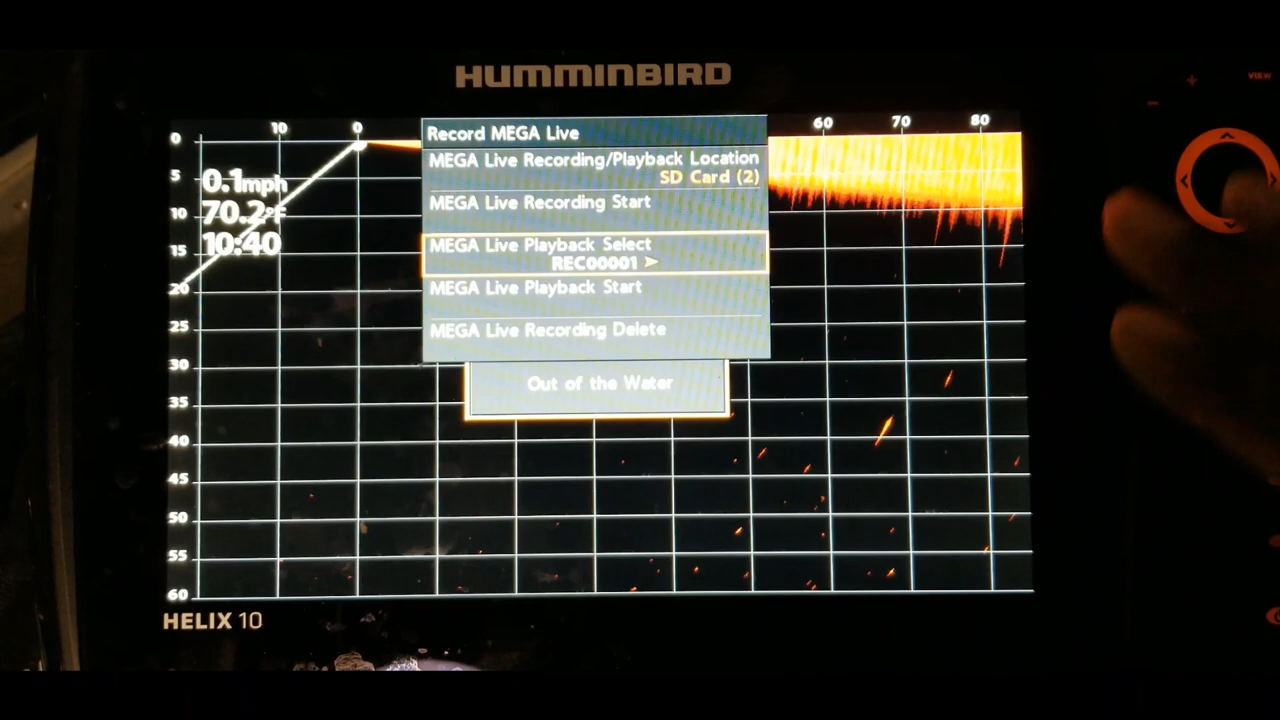 HUMMINBIRD
VIEW
10 0 60 70 80
0
5
10
15
20
25
30
35
40
45
50
55
60
0.1mph
70.2°F
10:40
Record MEGA Live
MEGA Live Recording/Playback Location
SD Card (2)
MEGA Live Recording Start
MEGA Live Playback Select
REC00001 ➤
MEGA Live Playback Start
MEGA Live Recording Delete
Out of the Water
HELIX 10